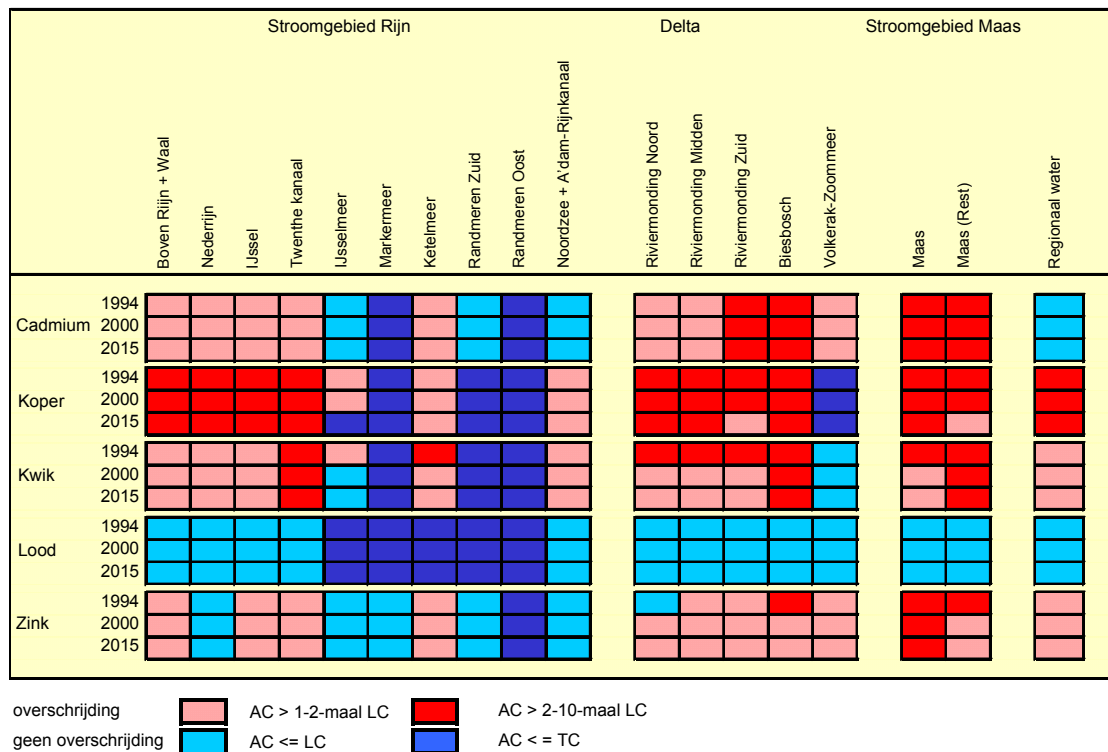 Stroomgebied Rijn Delta Stroomgebied Maas
Boven Riijn + Waal
Nederrijn
IJssel
Twenthe kanaal
IJsselmeer
Markermeer
Ketelmeer
Randmeren Zuid
Randmeren Oost
Noordzee + A'dam-Rijnkanaal
Riviermonding Noord
Riviermonding Midden
Riviermonding Zuid
Biesbosch
Volkerak-Zoommeer
Maas
Maas (Rest)
Regionaal water
1994
Cadmium 2000
2015
1994
Koper 2000
2015
1994
Kwik 2000
2015
1994
Lood 2000
2015
1994
Zink 2000
2015
overschrijding AC > 1-2-maal LC AC > 2-10-maal LC
geen overschrijding AC <= LC AC < = TC